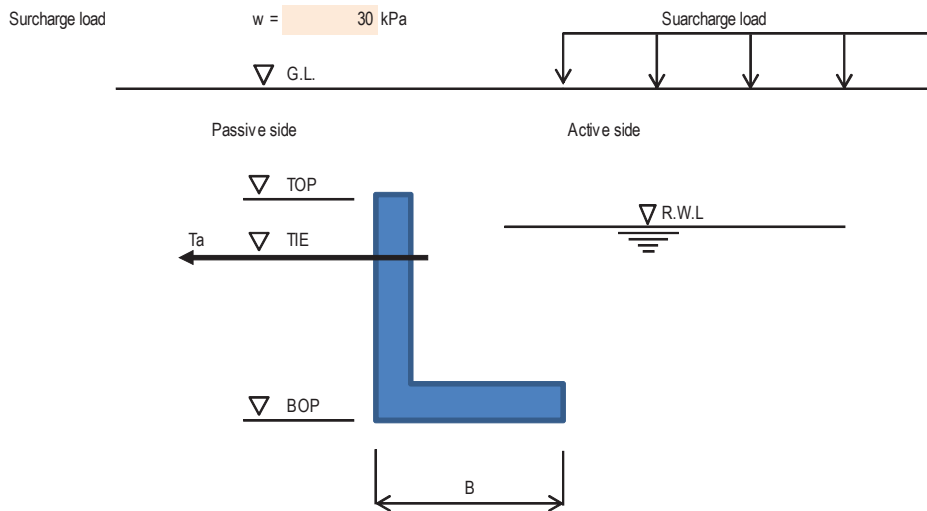 Surcharge load w = 30 kPa Suarcharge load
G.L.
Passive side Active side
TOP
R.W.L
Ta TIE
BOP
B